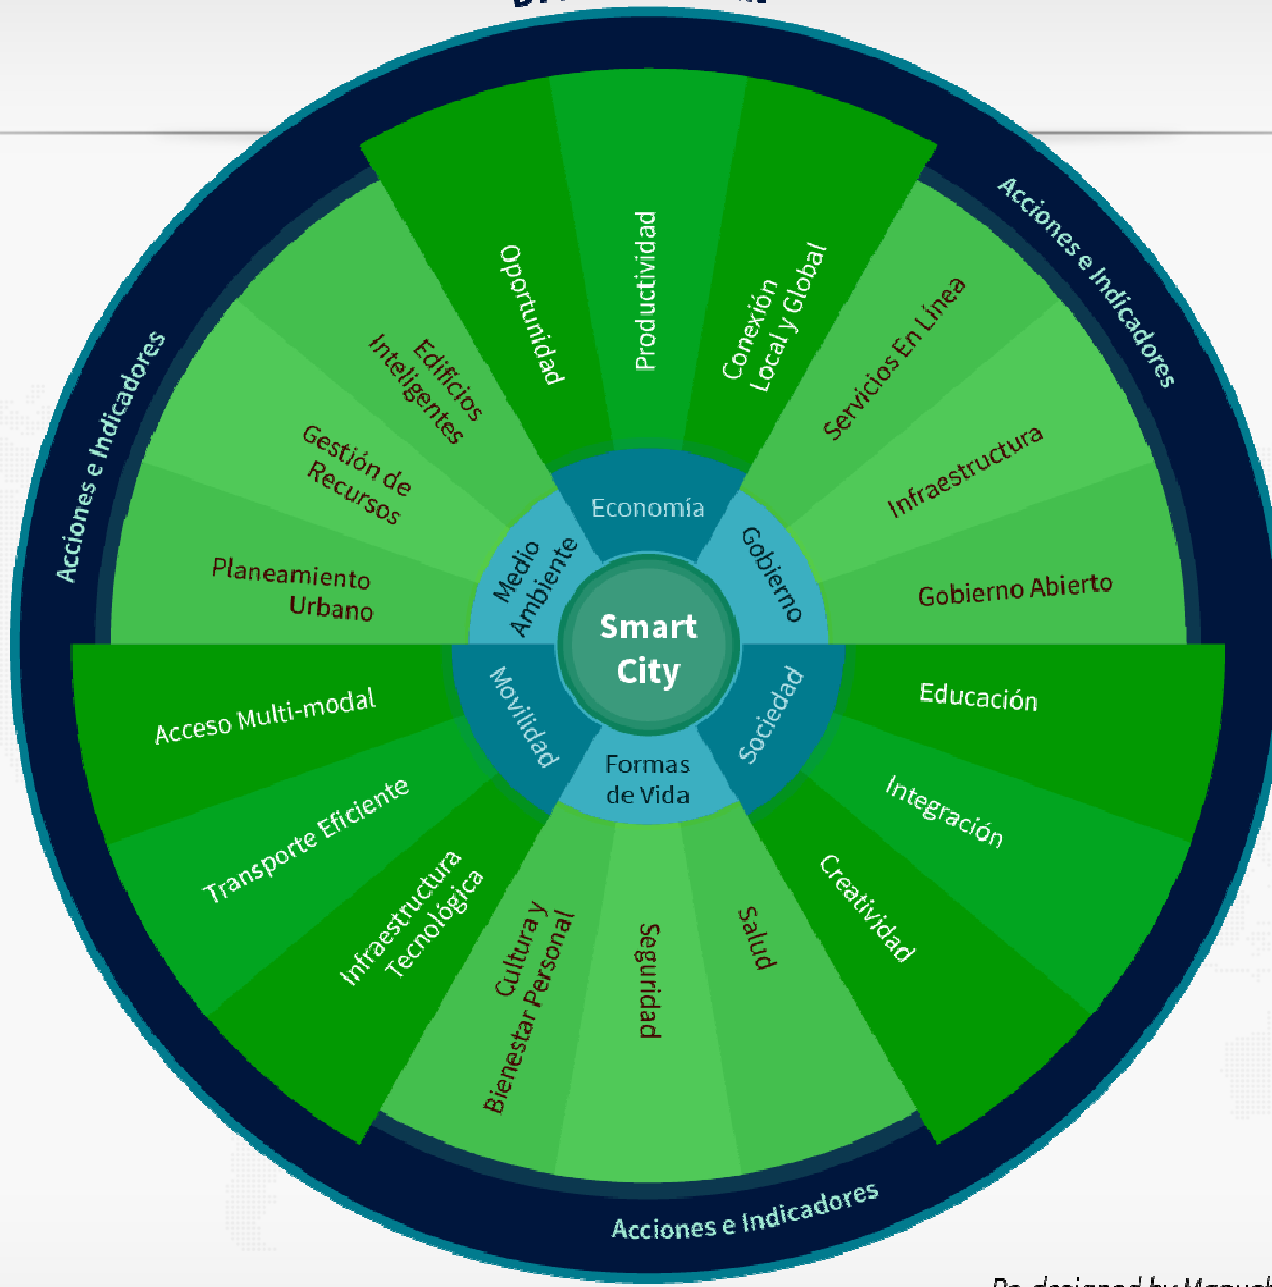 Acciones e Indicadores
Acciones e Indicadores
Acciones e Indicadores
Smart
City
Economía
Oportunidad
Productividad
Conexión
Local y Global
Gobierno
Servicios En Línea
Infraestructura
Gobierno Abierto
Sociedad
Educación
Integración
Creatividad
Formas
de Vida
Salud
Seguridad
Cultura y
Bienestar Personal
Movilidad
Infraestructura
Tecnológica
Transporte Eficiente
Acceso Multi-modal
Medio
Ambiente
Planeamiento
Urbano
Gestión de
Recursos
Edificios
Inteligentes